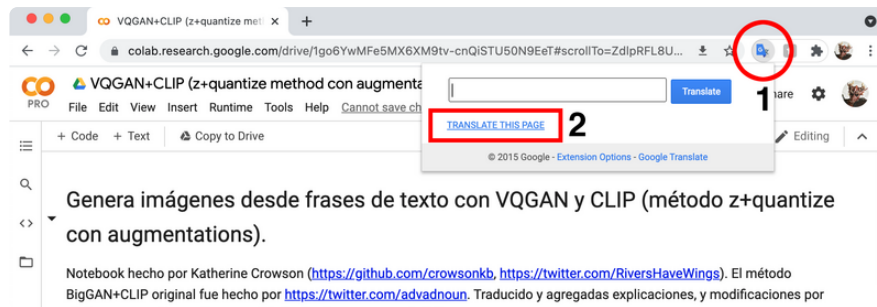 VQGAN+CLIP (z+quantize met
colab.research.google.com/drive/1go6YwMFe5MX6XM9tv-cnQiSTU50N9EeT#scrollTo=ZdlpRFL8U...
VQGAN+CLIP (z+quantize method con augmenta
PRO
File Edit View Insert Runtime Tools Help Cannot save ch
Translate
1
hare
TRANSLATE THIS PAGE
2
+ Code + Text Copy to Drive
Editing
© 2015 Google - Extension Options - Google Translate
Genera imágenes desde frases de texto con VQGAN y CLIP (método z+quantize
con augmentations).
Notebook hecho por Katherine Crowson (https://github.com/crowsonkb, https://twitter.com/RiversHaveWings). El método
BigGAN+CLIP original fue hecho por https://twitter.com/advadnoun. Traducido y agregadas explicaciones, y modificaciones por